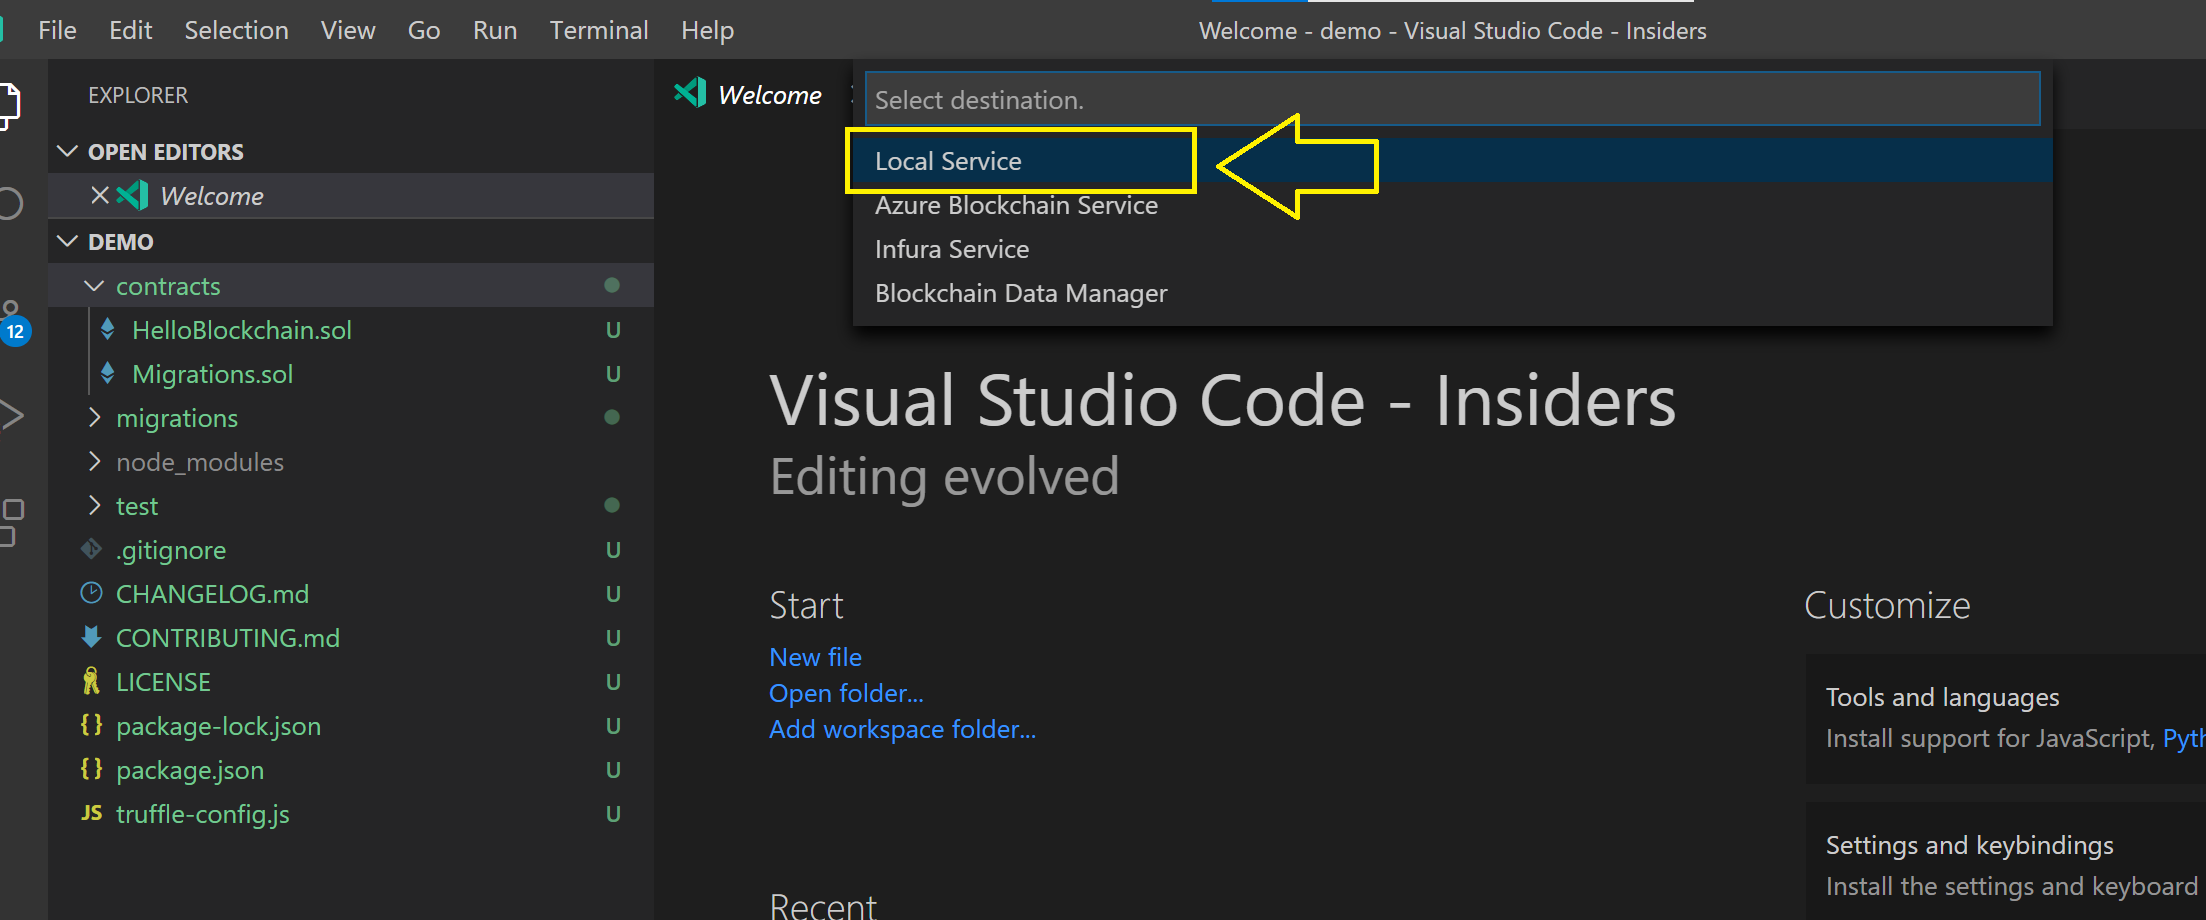 File Edit Selection View Go Run Terminal Help
Welcome - demo - Visual Studio Code - Insiders
EXPLORER
OPEN EDITORS
Welcome
DEMO
contracts
HelloBlockchain.sol U
Migrations.sol U
migrations
node_modules
test
.gitignore U
CHANGELOG.md U
CONTRIBUTING.md U
LICENSE U
{} package-lock.json U
{} package.json U
JS truffle-config.js U
12
Welcome
Select destination.
Local Service
Azure Blockchain Service
Infura Service
Blockchain Data Manager
Visual Studio Code - Insiders
Editing evolved
Start
New file
Open folder...
Add workspace folder...
Recent
Customize
Tools and languages
Install support for JavaScript, Pyth
Settings and keybindings
Install the settings and keyboard